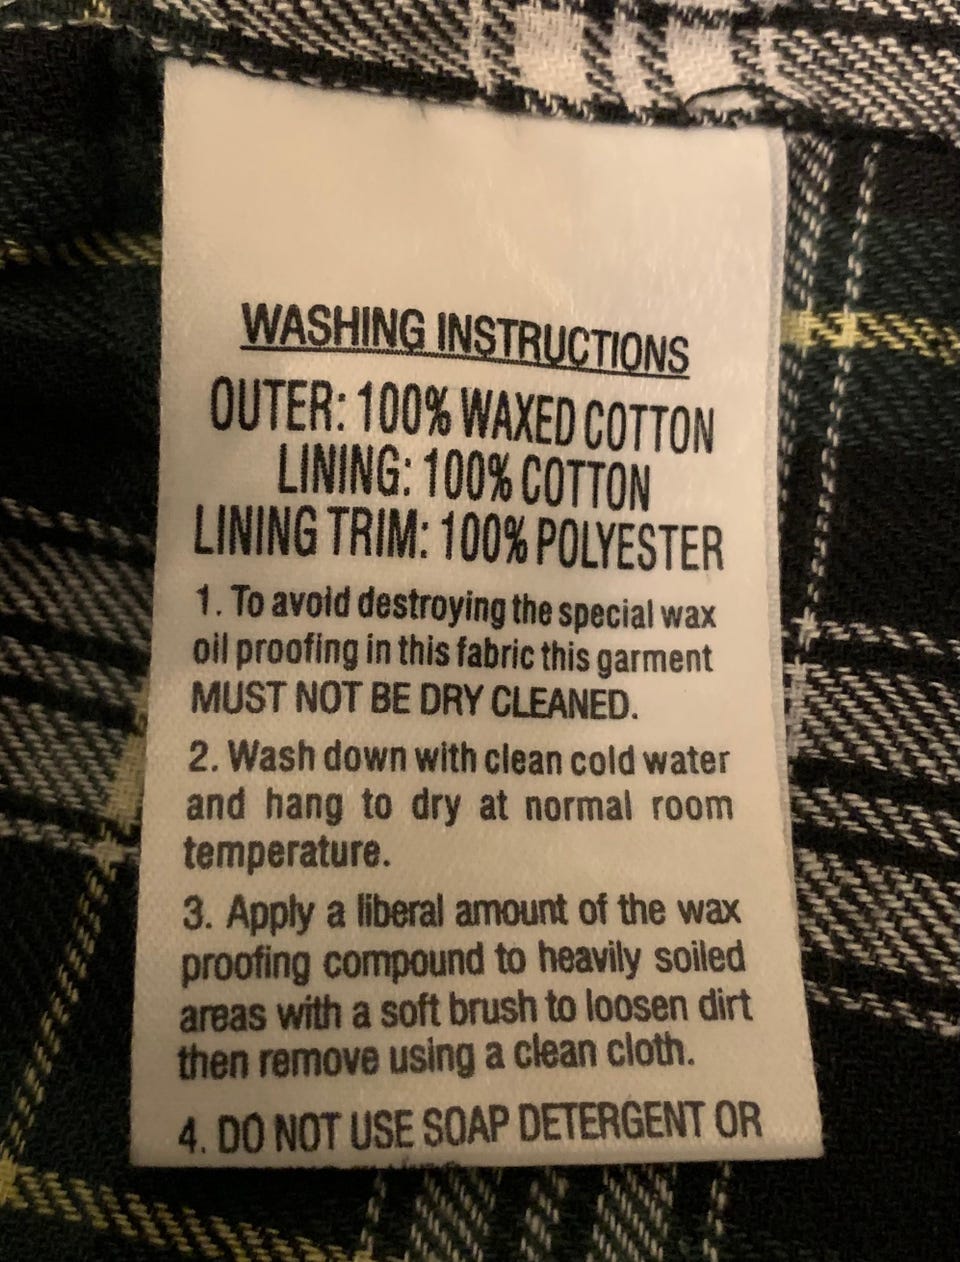 WASHING INSTRUCTIONS
OUTER: 100% WAXED COTTON
LINING: 100% COTTON
LINING TRIM: 100% POLYESTER
1. To avoid destroying the special wax
oil proofing in this fabric this garment
MUST NOT BE DRY CLEANED.
2. Wash down with clean cold water
and hang to dry at normal room
temperature.
3. Apply a liberal amount of the wax
proofing compound to heavily soiled
areas with a soft brush to loosen dirt
then remove using a clean cloth.
4. DO NOT USE SOAP DETERGENT OR